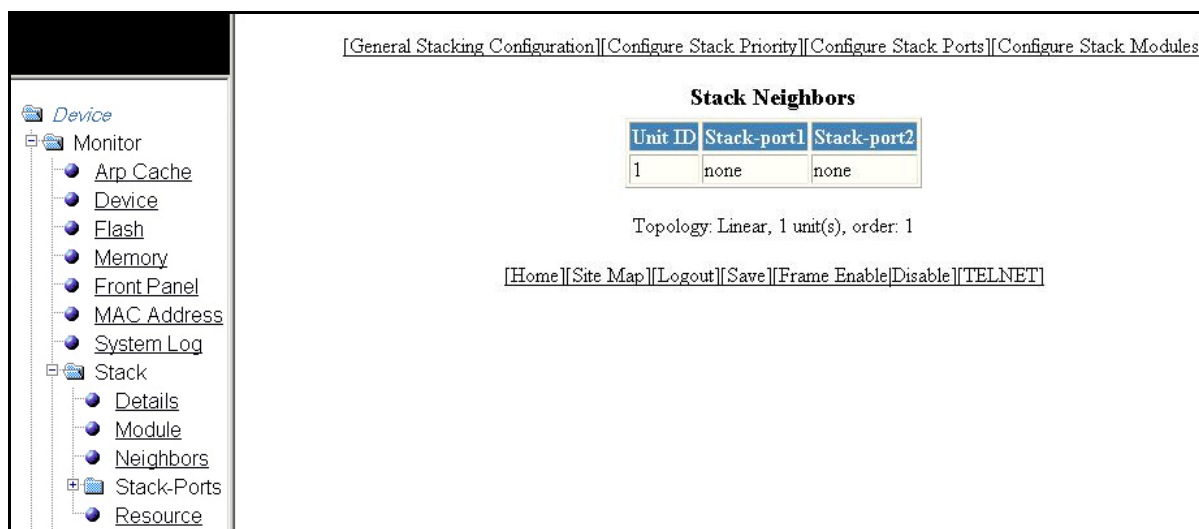 [General Stacking Configuration][Configure Stack Priority][Configure Stack Ports][Configure Stack Modules
Device
Monitor
Arp Cache
Device
Flash
Memory
Front Panel
MAC Address
System Log
Stack
Details
Module
Neighbors
Stack-Ports
Resource
Stack Neighbors
Unit ID Stack-port1 Stack-port2
1 none none
Topology: Linear, 1 unit(s), order: 1
[Home][Site Map][Logout][Save][Frame Enable|Disable][TELNET]